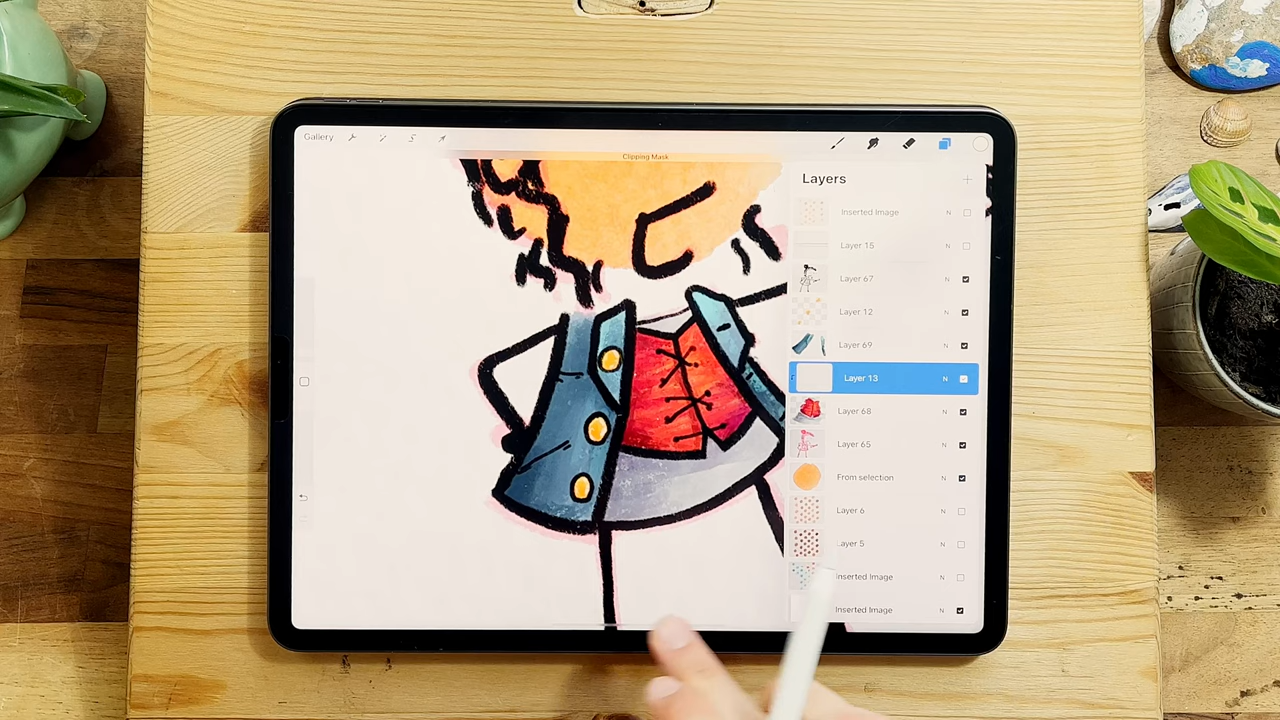 Gallery
Clipping Mask
Layers
Inserted Image N
Layer 15 N
Layer 67 N
Layer 12 N
Layer 69 N
Layer 13 N
Layer 68 N
Layer 65 N
From selection N
Layer 6 N
ayer 5 N
Inserted Image N
Inserted Image N